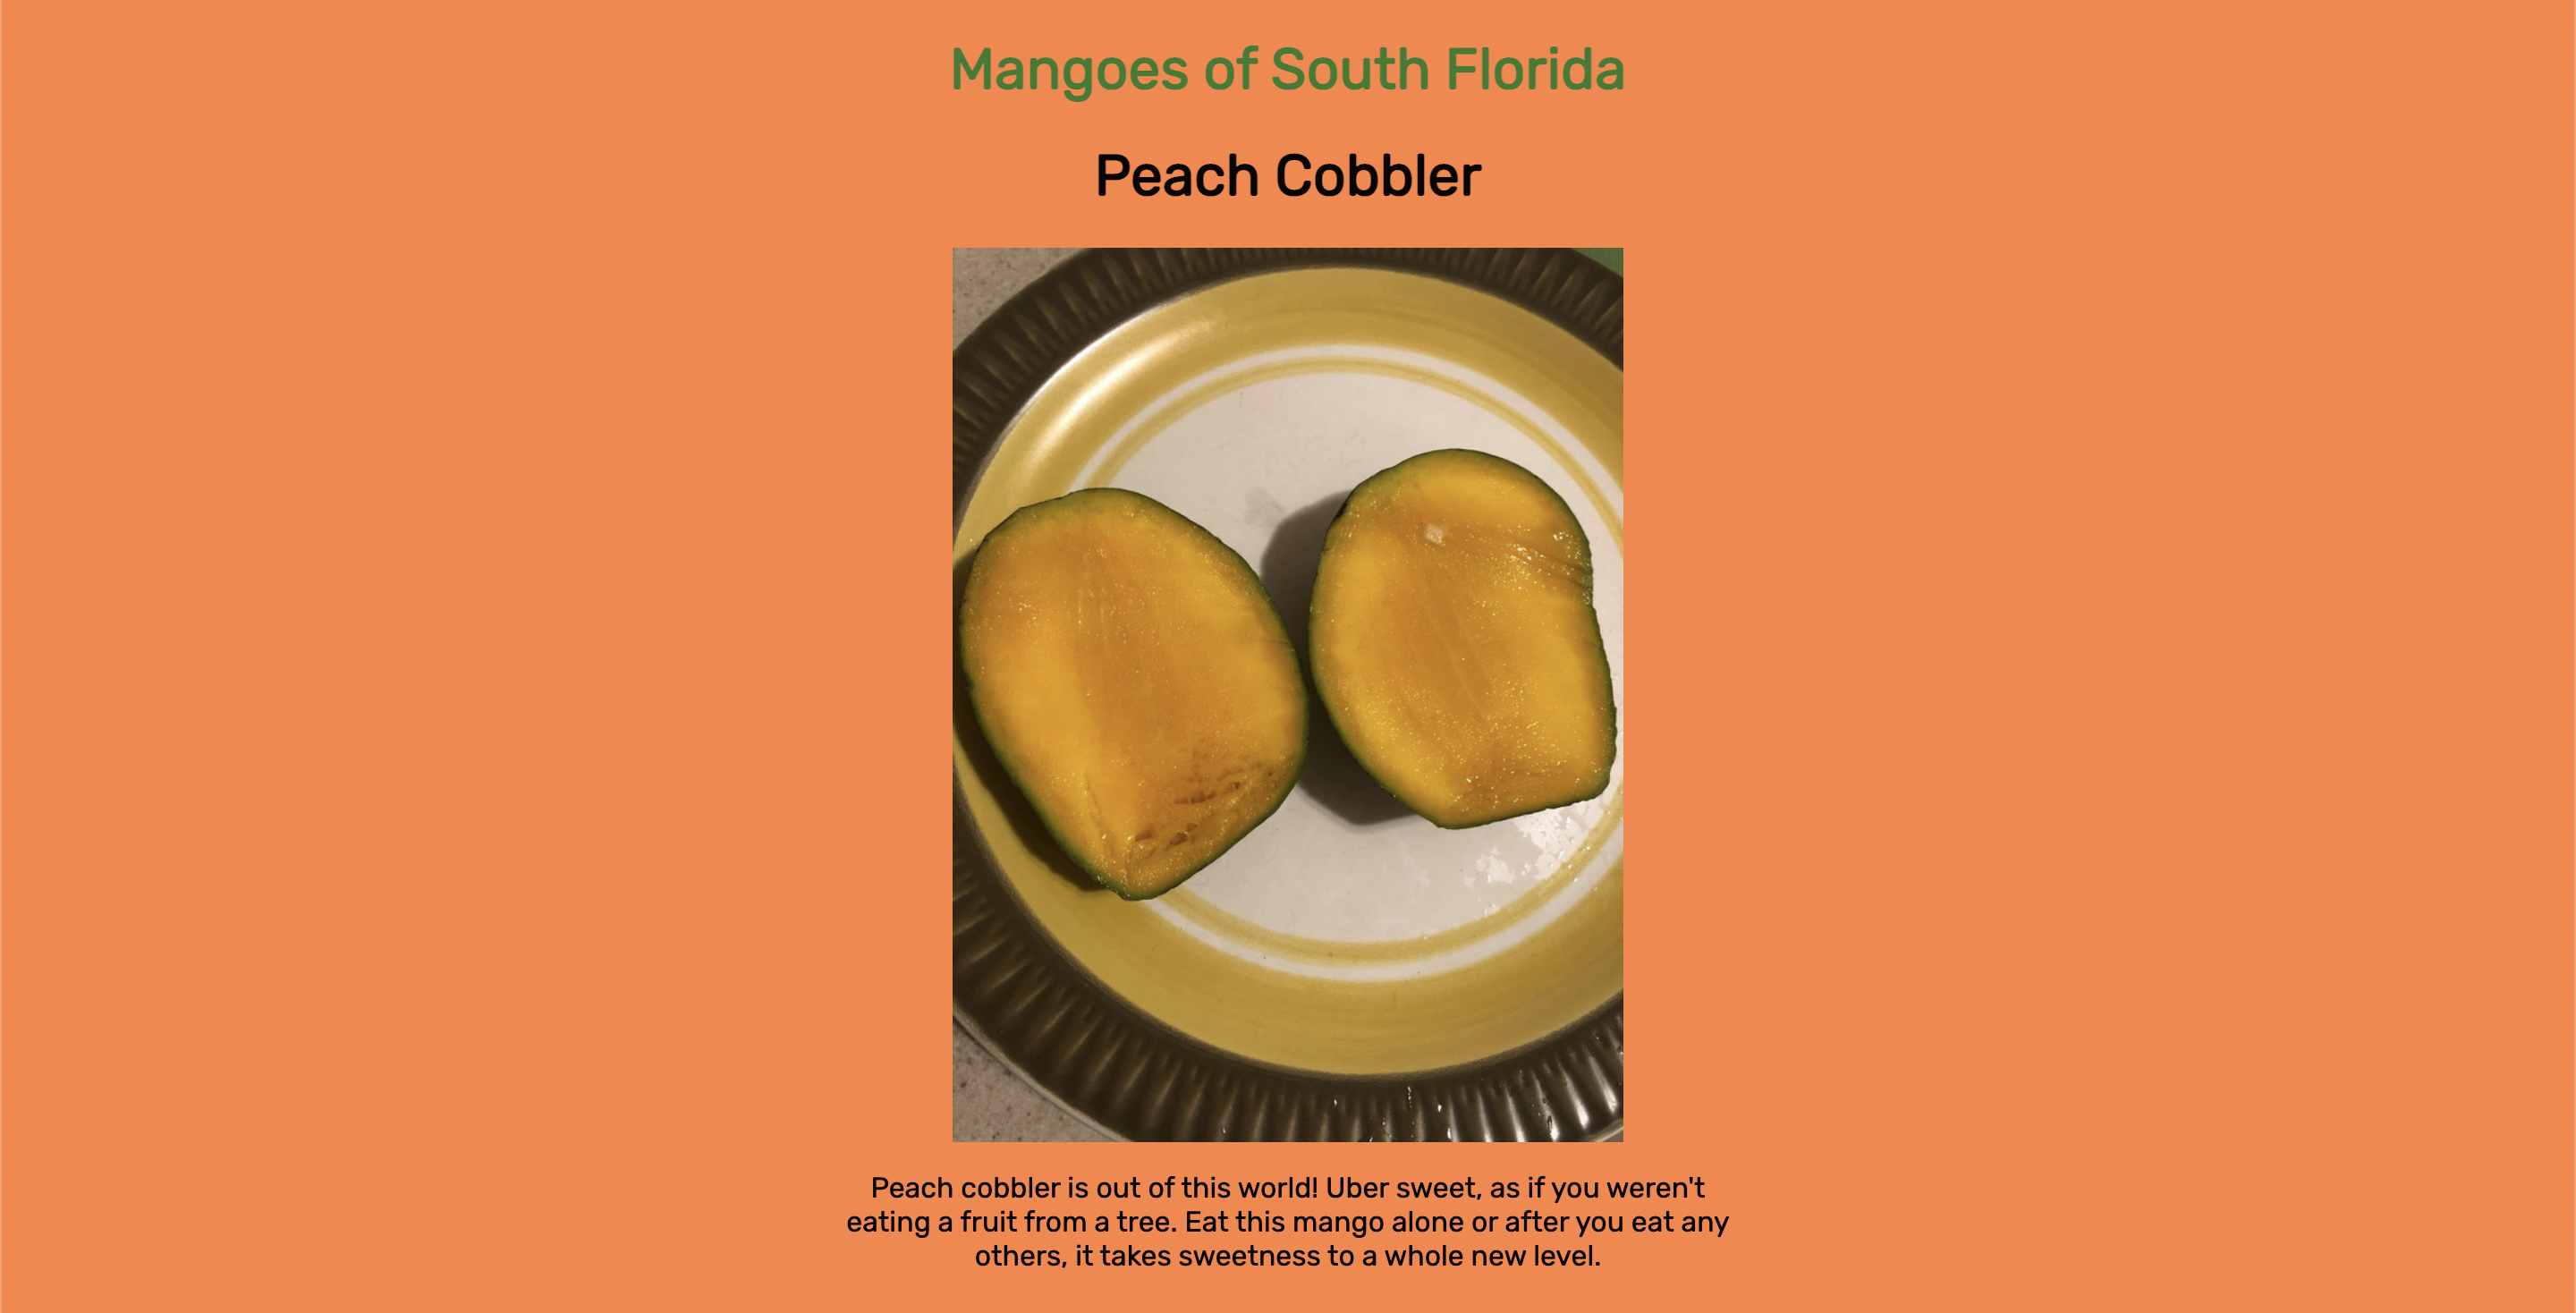 Mangoes of South Florida
Peach Cobbler
Peach cobbler is out of this world! Uber sweet, as if you weren't
eating a fruit from a tree. Eat this mango alone or after you eat any
others, it takes sweetness to a whole new level.